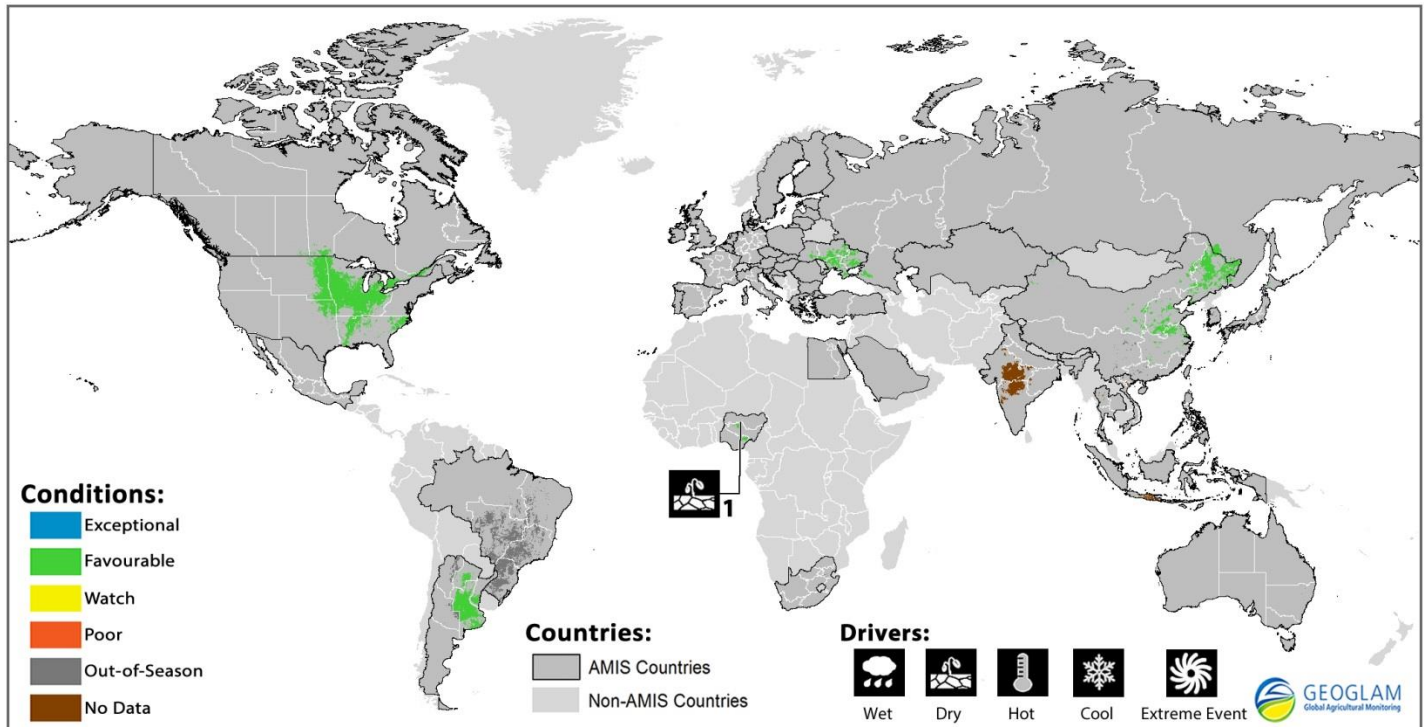 1
Conditions:
Exceptional
Favourable
Watch
Poor
Out-of-Season
No Data
Countries:
AMIS Countries
Non-AMIS Countries
Drivers:
Wet
Dry
Hot
Cool
Extreme Event
GEOGLAM
Global Agricultural Monitoring